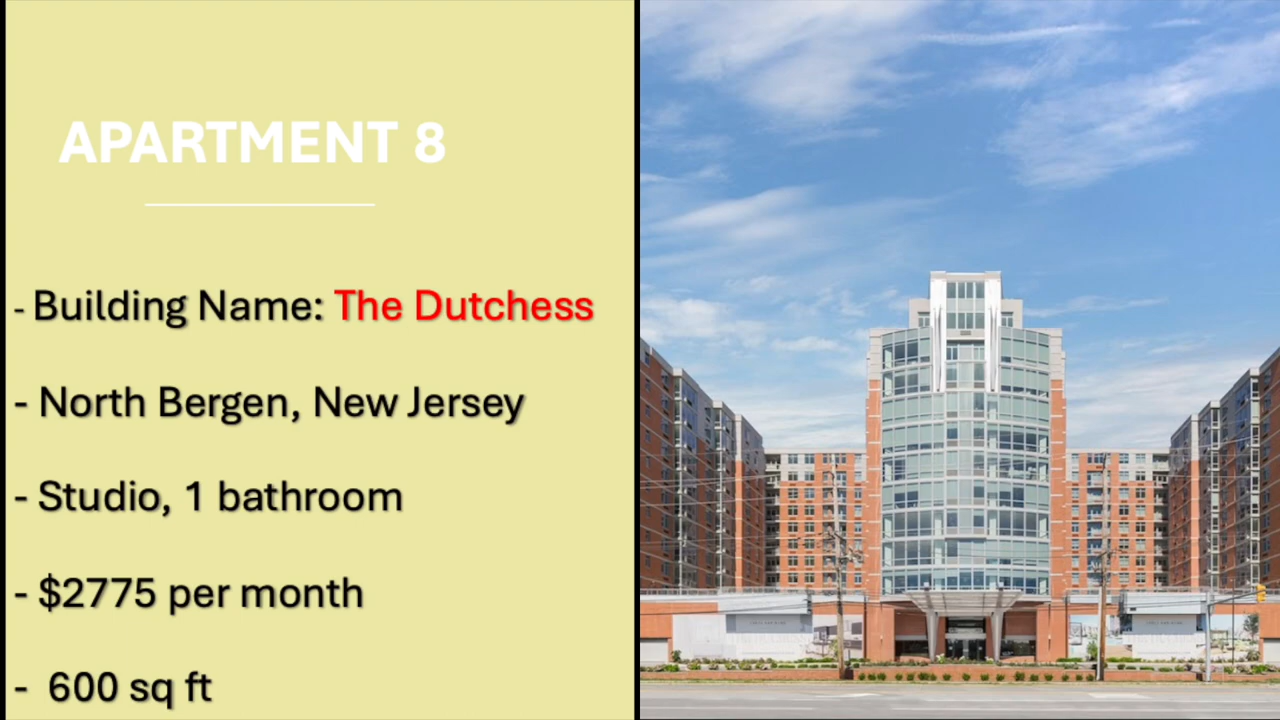 APARTMENT 8
- Building Name: The Dutchess
- North Bergen, New Jersey
- Studio, 1 bathroom
- $2775 per month
- 600 sq ft